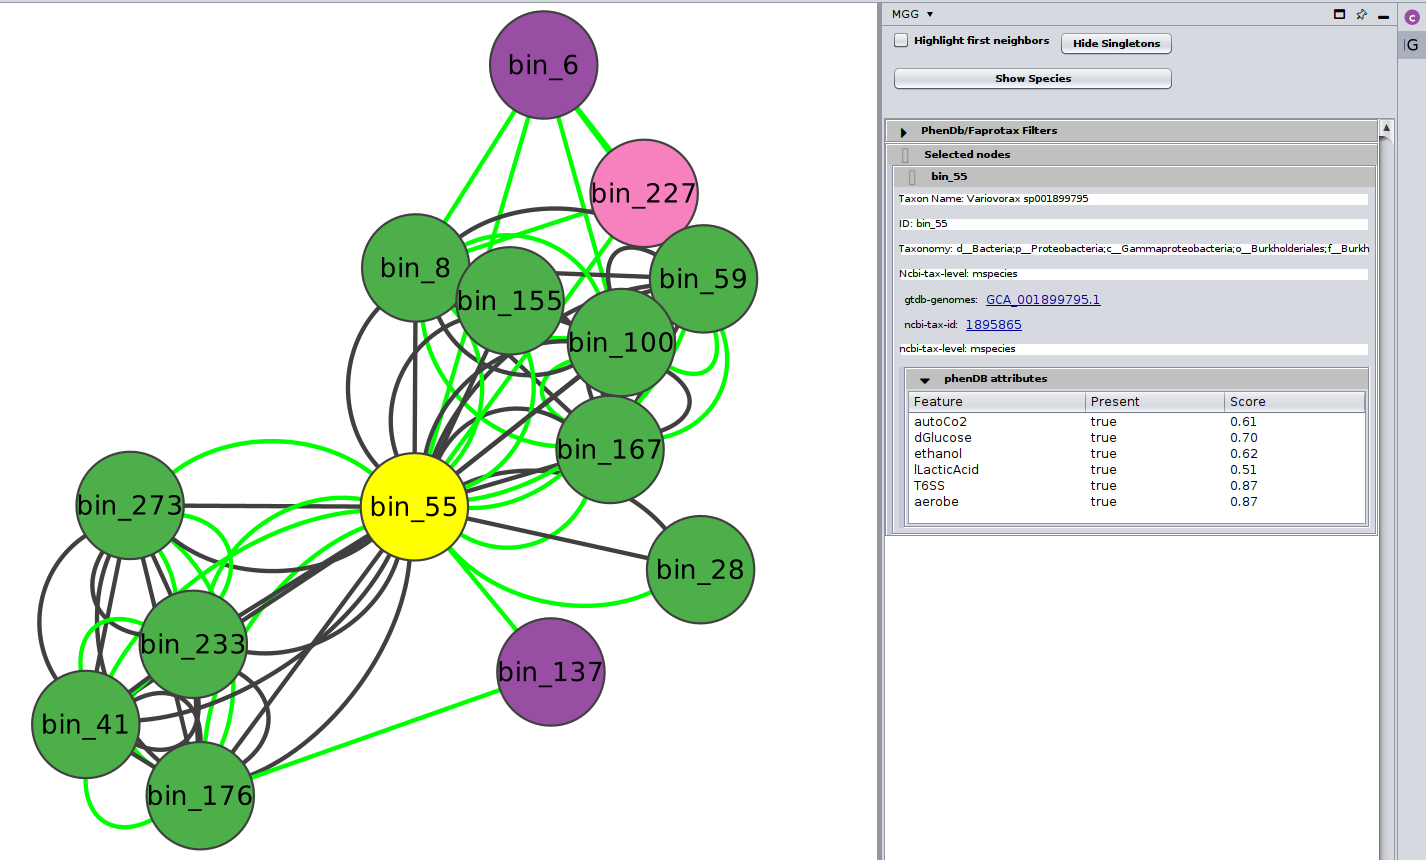 bin_6
bin_227
bin_8
bin_59
bin_155
bin_100
bin_167
bin_273
bin_55
bin_28
bin_233
bin_137
bin_41
bin_176
MGG
C
Highlight first neighbors
Hide Singletons
G
Show Species
PhenDb/Faprotax Filters
Selected nodes
bin_55
Taxon Name: Variovorax sp001899795
ID: bin_55
Taxonomy: d__Bacteria;p__Proteobacteria;c__Gammaproteobacteria;o__Burkholderiales;f__Burkh
Ncbi-tax-level: mspecies
gtdb-genomes: GCA_001899795.1
ncbi-tax-id: 1895865
ncbi-tax-level: mspecies
phenDB attributes
Feature Present Score
autoCo2 true 0.61
dGlucose true 0.70
ethanol true 0.62
lLacticAcid true 0.51
T6SS true 0.87
aerobe true 0.87